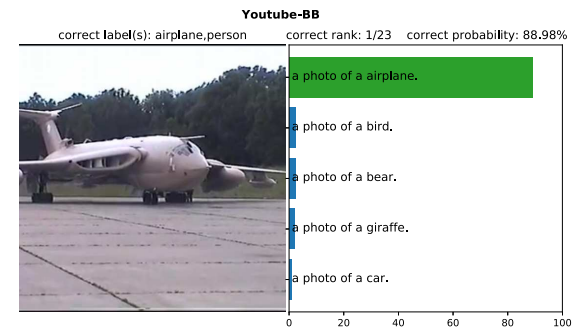 Youtube-BB
correct label(s): airplane,person
correct rank: 1/23 correct probability: 88.98%
a photo of a airplane.
a photo of a bird.
a photo of a bear.
a photo of a giraffe.
a photo of a car.
0 20 40 60 80 100